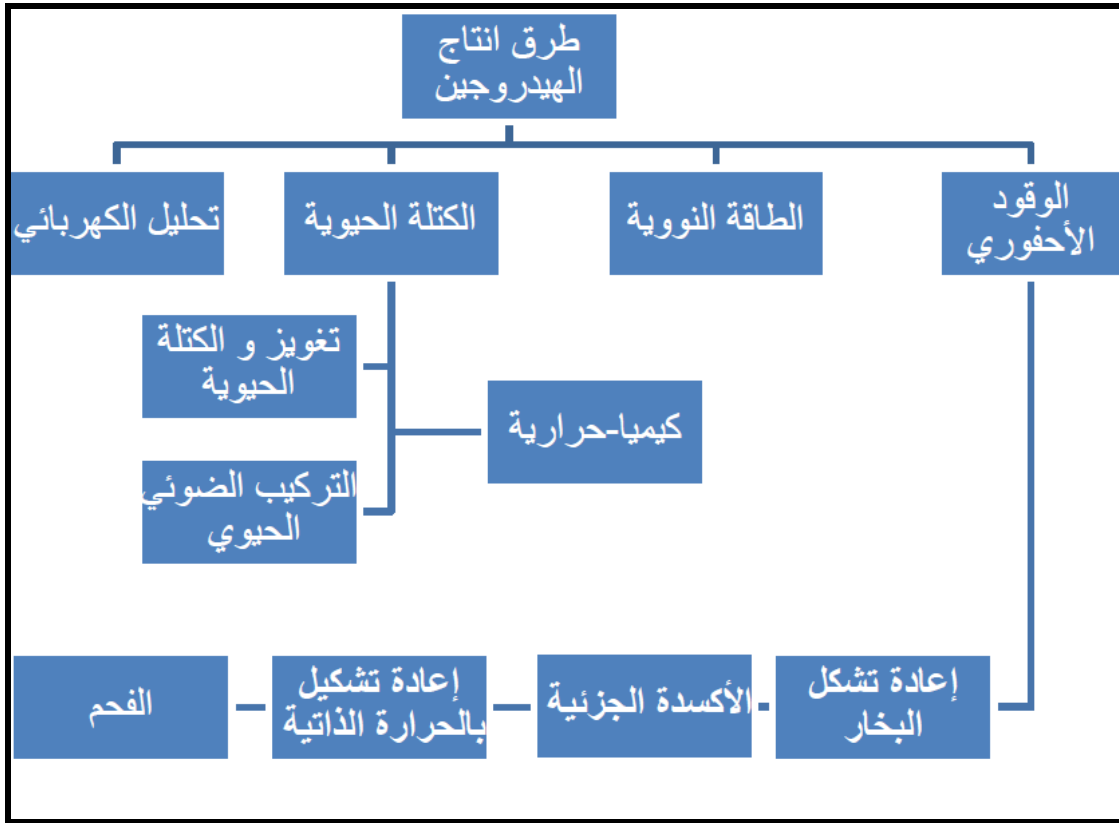 طرق انتاج
الهيدروجين
الوقود
الأحفوري
الطاقة النووية
الكتلة الحيوية
تحليل الكهربائي
تغويز و الكتلة
الحيوية
كيميا-حرارية
التركيب الضوئي
الحيوي
إعادة تشكل
البخار
الأكسدة الجزئية
إعادة تشكيل
بالحرارة الذاتية
الفحم